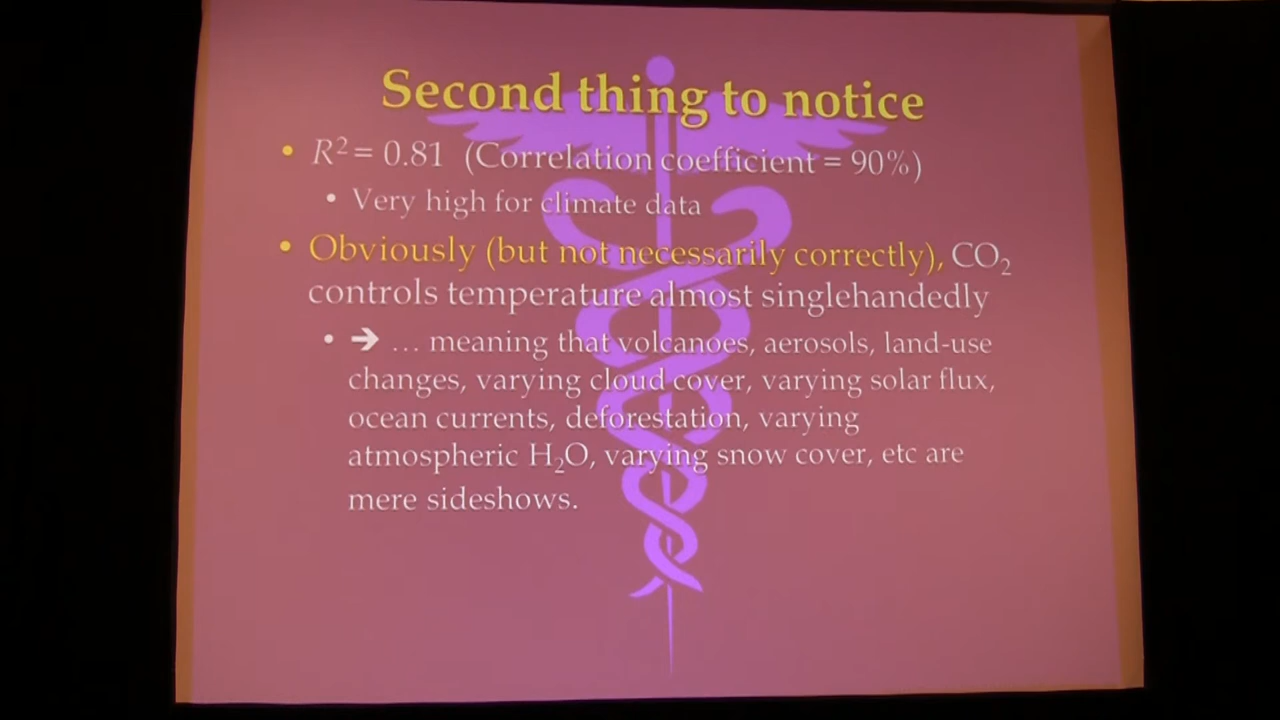 Second thing to notice
• R² = 0.81 (Correlation coefficient = 90%)
• Very high for climate data
• Obviously (but not necessarily correctly), CO₂
controls temperature almost singlehandedly
• ➔ … meaning that volcanoes, aerosols, land-use
changes, varying cloud cover, varying solar flux,
ocean currents, deforestation, varying
atmospheric H₂O, varying snow cover, etc are
mere sideshows.